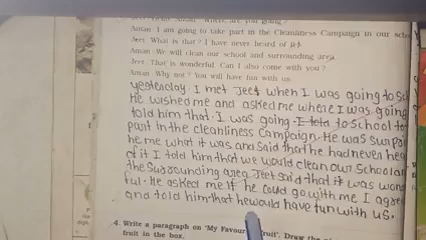 Aman: I am going to take part in the Cleanliness Campaign in our
Jeet: What is that? I have never heard of it.
Aman: We will clean our school and surrounding area.
Jeet: That is wonderful. Can I also come with you?
Aman: Why not? You will have fun with us.
yesterday I met Jeet when I was going to
He wished me and asked me where I was going
told him that I was going to School to
part in the cleanliness campaign. He was
he me what it was and said that he had never
of it I told him that we would clean our School
the Surrounding area Jeet said that it was
ful. He asked me if he could go with me I
and told him that he would have fun with us.
4. Write a paragraph on 'My Favour Fruit'. Draw the
fruit in the box.